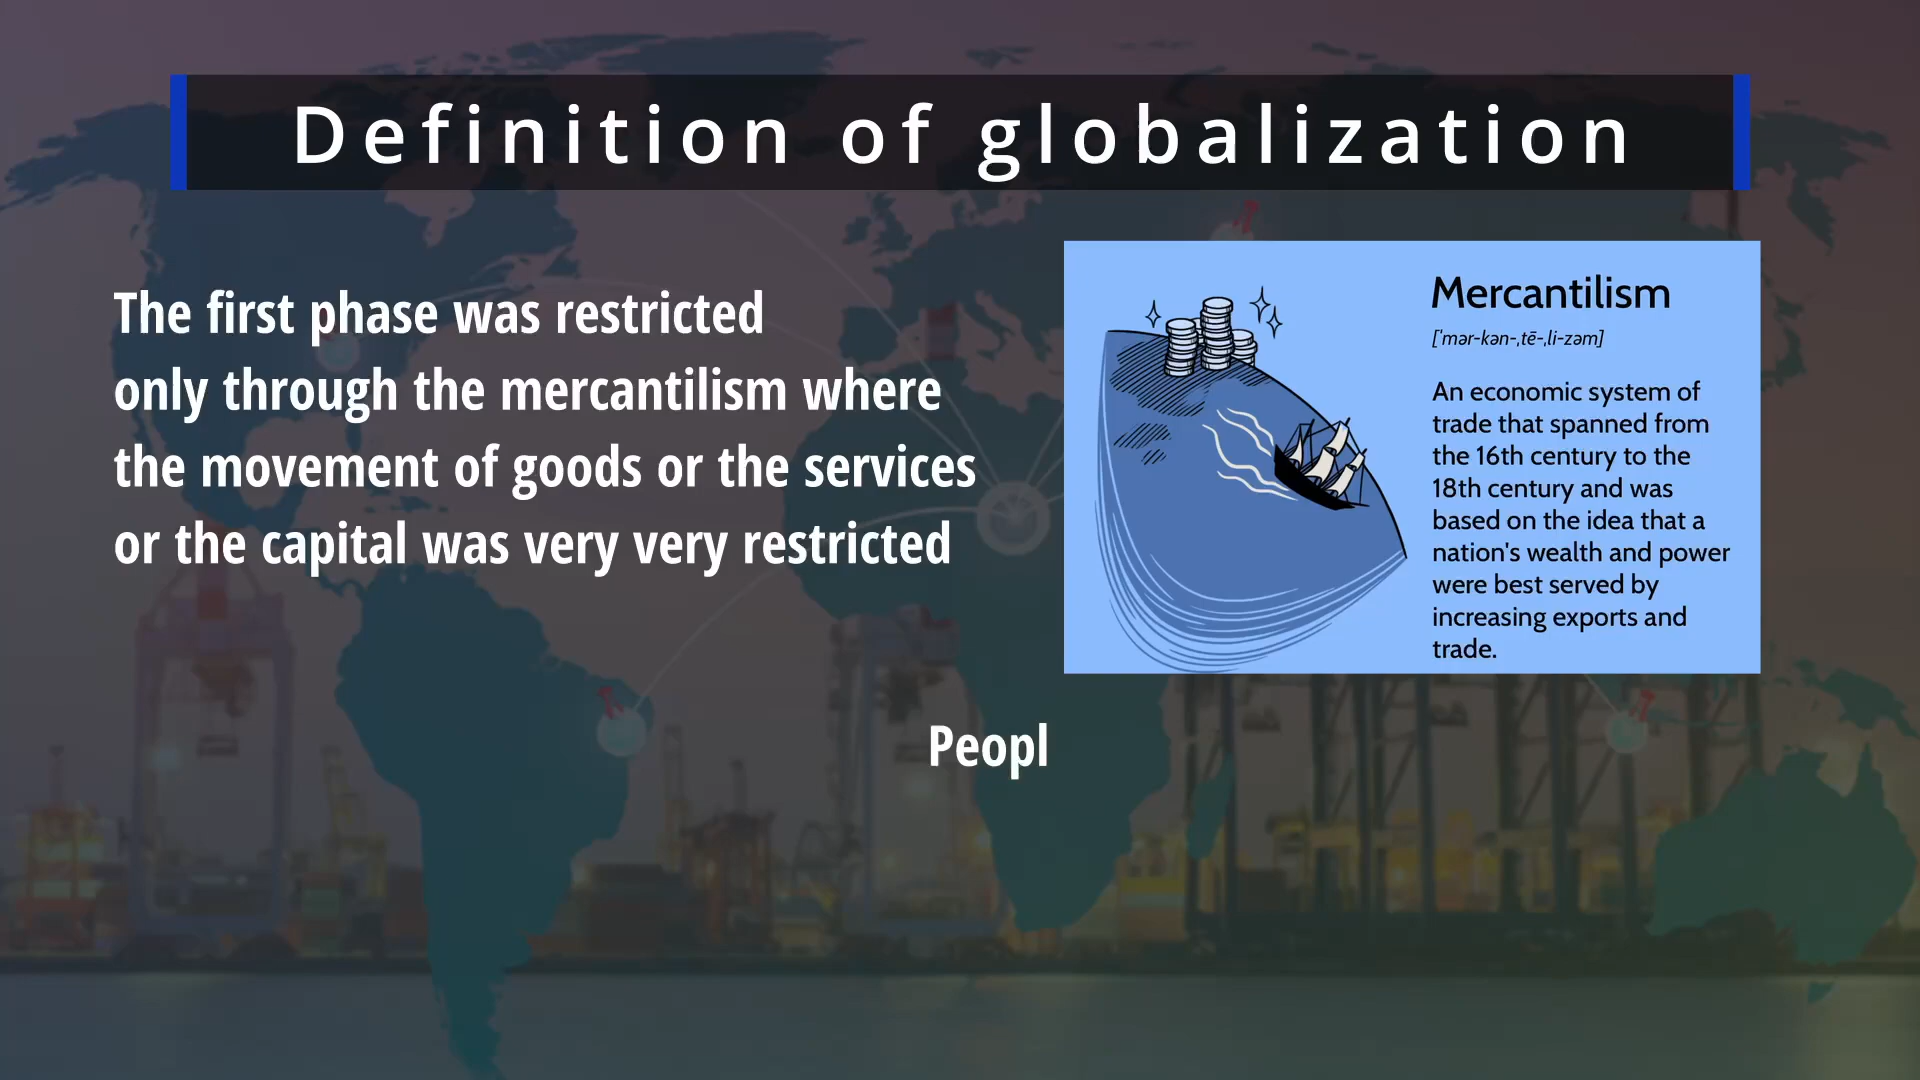 Definition of globalization
The first phase was restricted
only through the mercantilism where
the movement of goods or the services
or the capital was very very restricted
Mercantilism
[ˈmər-kən-ˌtē-ˌli-zəm]
An economic system of
trade that spanned from
the 16th century to the
18th century and was
based on the idea that a
nation's wealth and power
were best served by
increasing exports and
trade.
Peopl